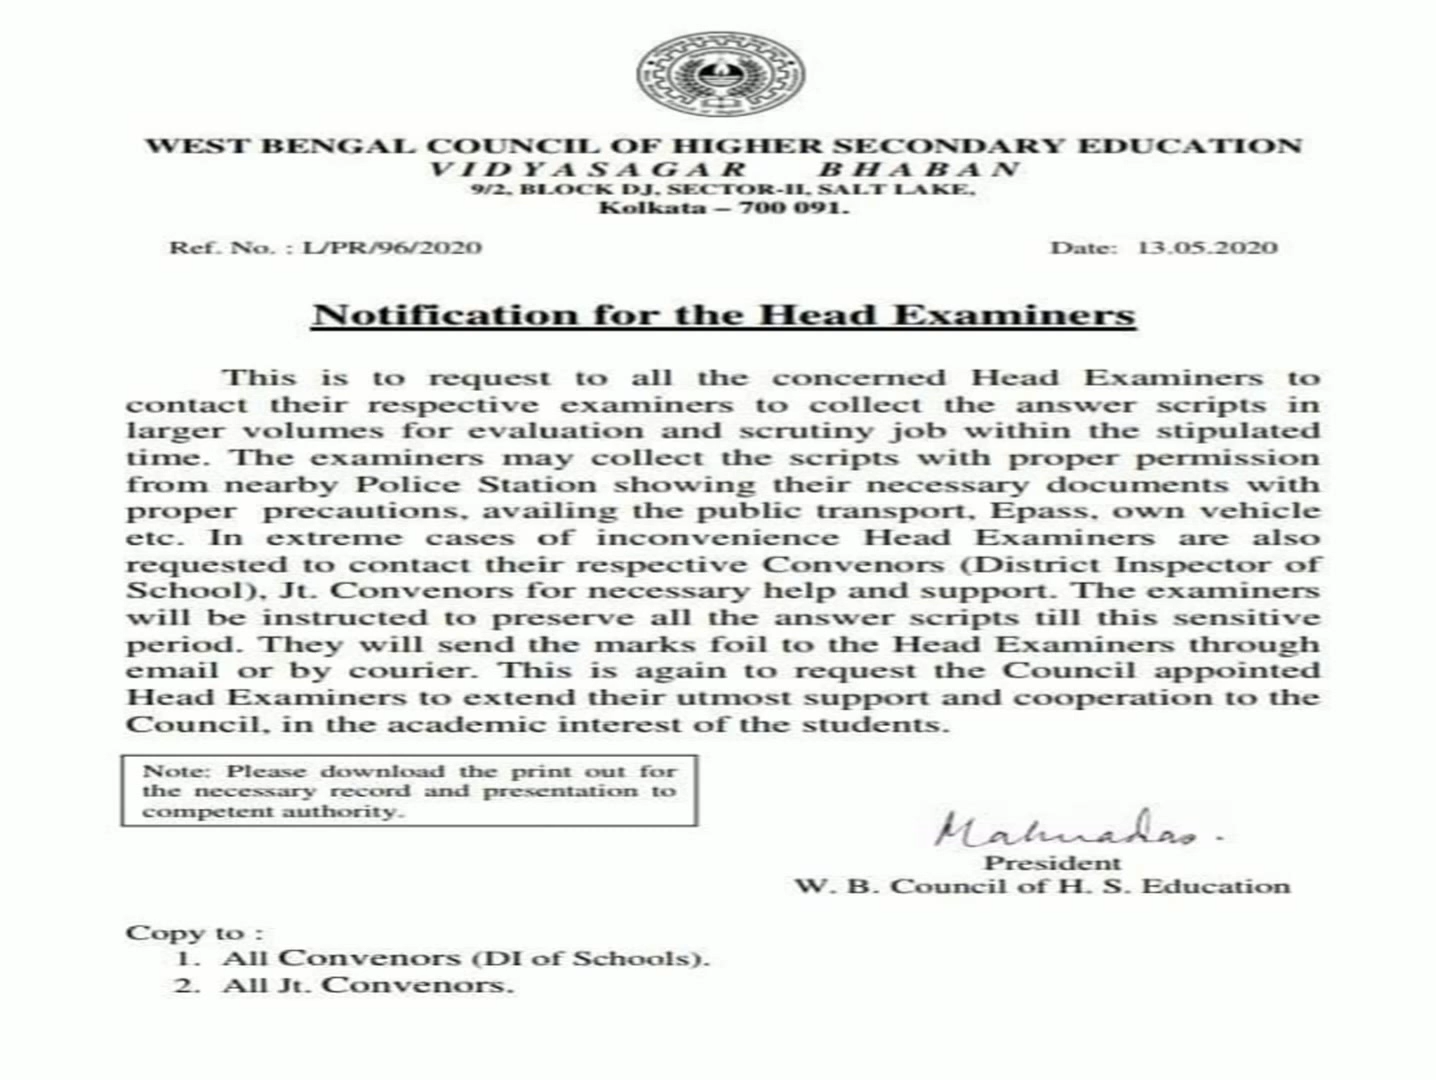 WEST BENGAL COUNCIL OF HIGHER SECONDARY EDUCATION
VIDYASAGAR BHABAN
9/2, BLOCK DJ, SECTOR-II, SALT LAKE,
Kolkata – 700 091.
Ref. No. : L/PR/96/2020 Date: 13.05.2020
Notification for the Head Examiners
This is to request to all the concerned Head Examiners to
contact their respective examiners to collect the answer scripts in
larger volumes for evaluation and scrutiny job within the stipulated
time. The examiners may collect the scripts with proper permission
from nearby Police Station showing their necessary documents with
proper precautions, availing the public transport, Epass, own vehicle
etc. In extreme cases of inconvenience Head Examiners are also
requested to contact their respective Convenors (District Inspector of
School), Jt. Convenors for necessary help and support. The examiners
will be instructed to preserve all the answer scripts till this sensitive
period. They will send the marks foil to the Head Examiners through
email or by courier. This is again to request the Council appointed
Head Examiners to extend their utmost support and cooperation to the
Council, in the academic interest of the students.
Note: Please download the print out for
the necessary record and presentation to
competent authority.
President
W. B. Council of H. S. Education
Copy to :
1. All Convenors (DI of Schools).
2. All Jt. Convenors.